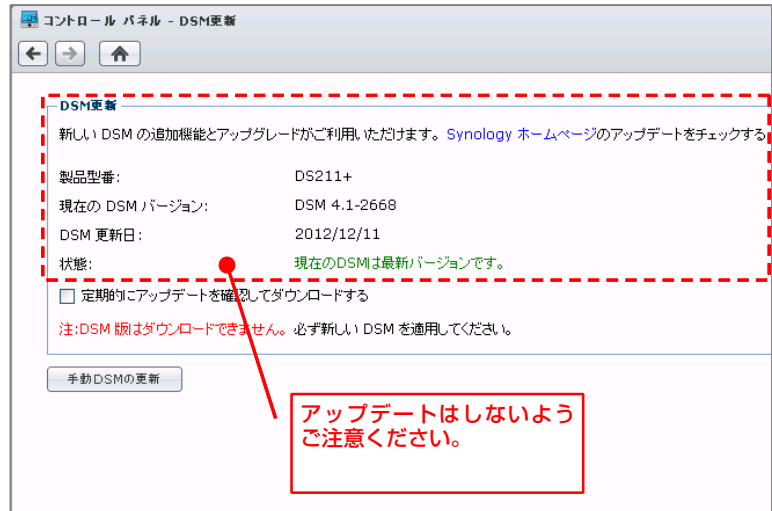 コントロール パネル - DSM更新
DSM更新
新しい DSM の追加機能とアップグレードがご利用いただけます。Synology ホームページのアップデートをチェックする
製品型番: DS211+
現在の DSM バージョン: DSM 4.1-2668
DSM 更新日: 2012/12/11
状態: 現在のDSMは最新バージョンです。
定期的にアップデートを確認してダウンロードする
注:DSM 版はダウンロードできません。必ず新しい DSM を適用してください。
手動DSMの更新
アップデートはしないよう
ご注意ください。